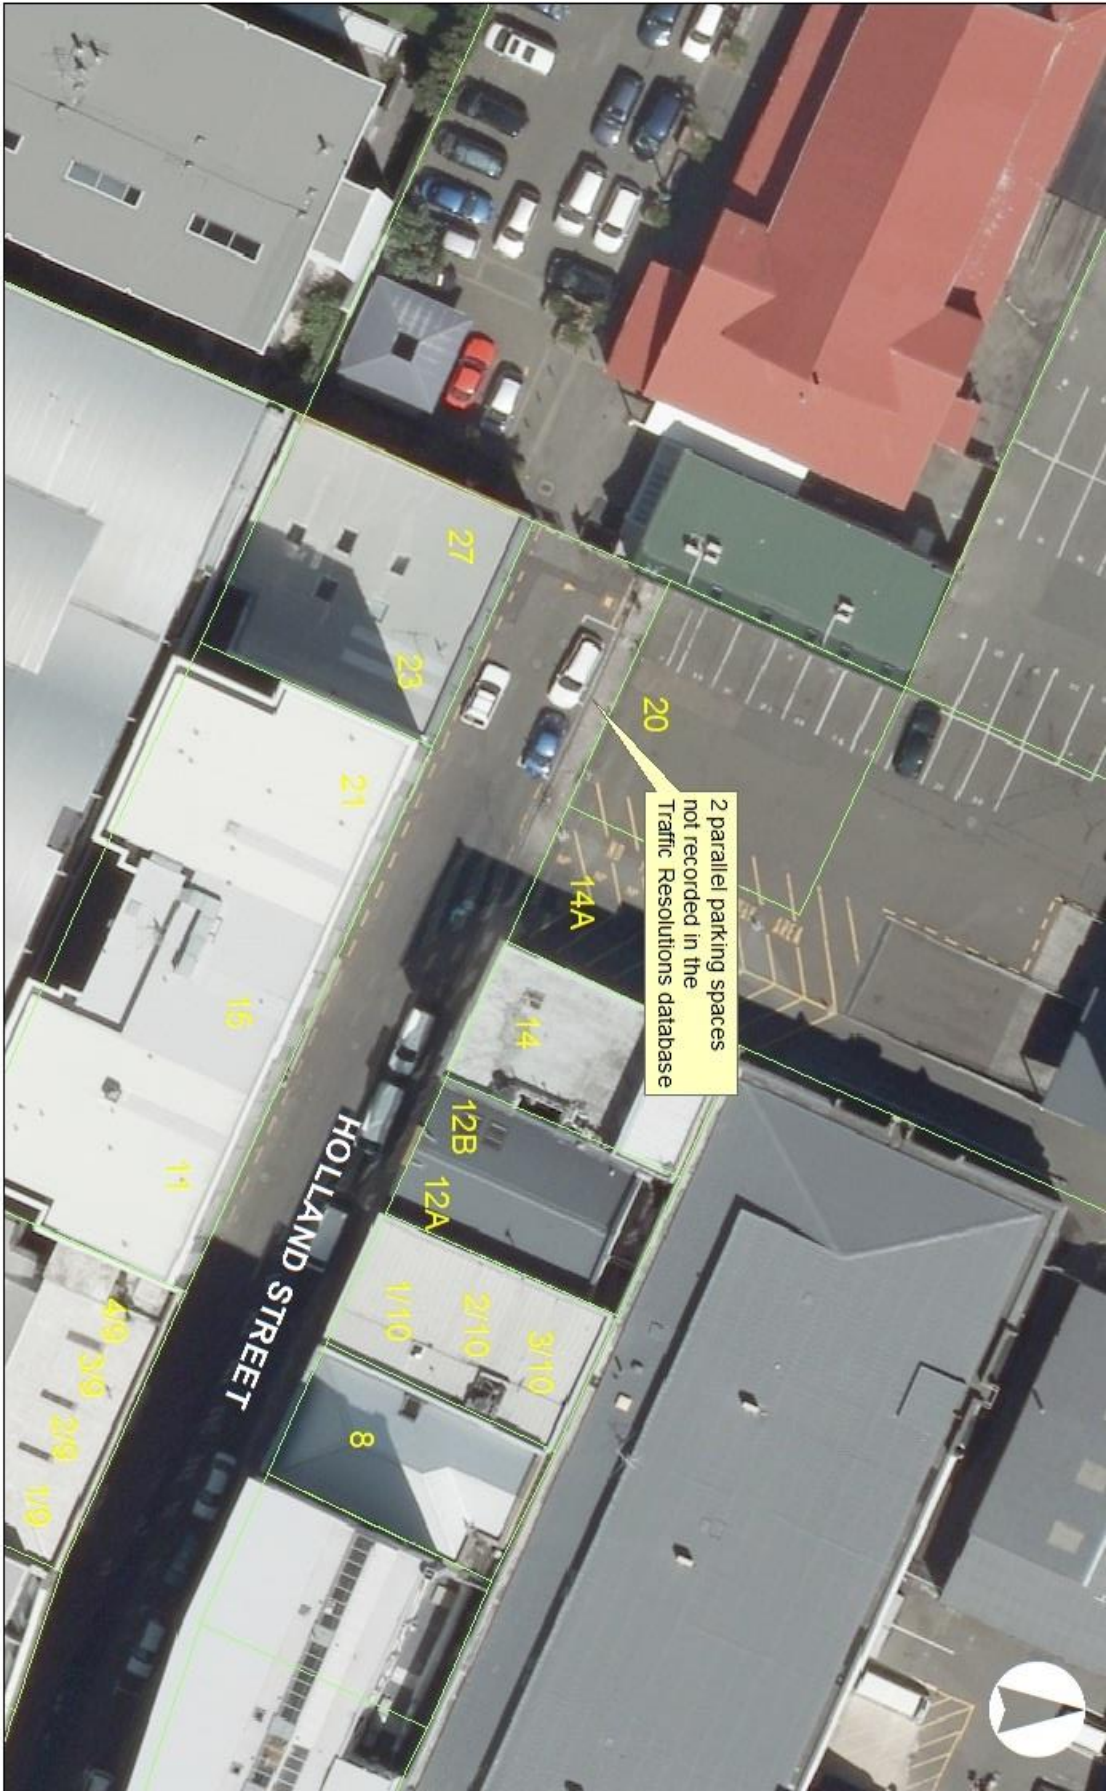 2 parallel parking spaces
not recorded in the
Traffic Resolutions database
AREA
20
14A
14
12B
12A
3/10
2/10
1/10
8
27
23
HOLLAND STREET
21
15
11
4/9
3/9
2/9
1/9